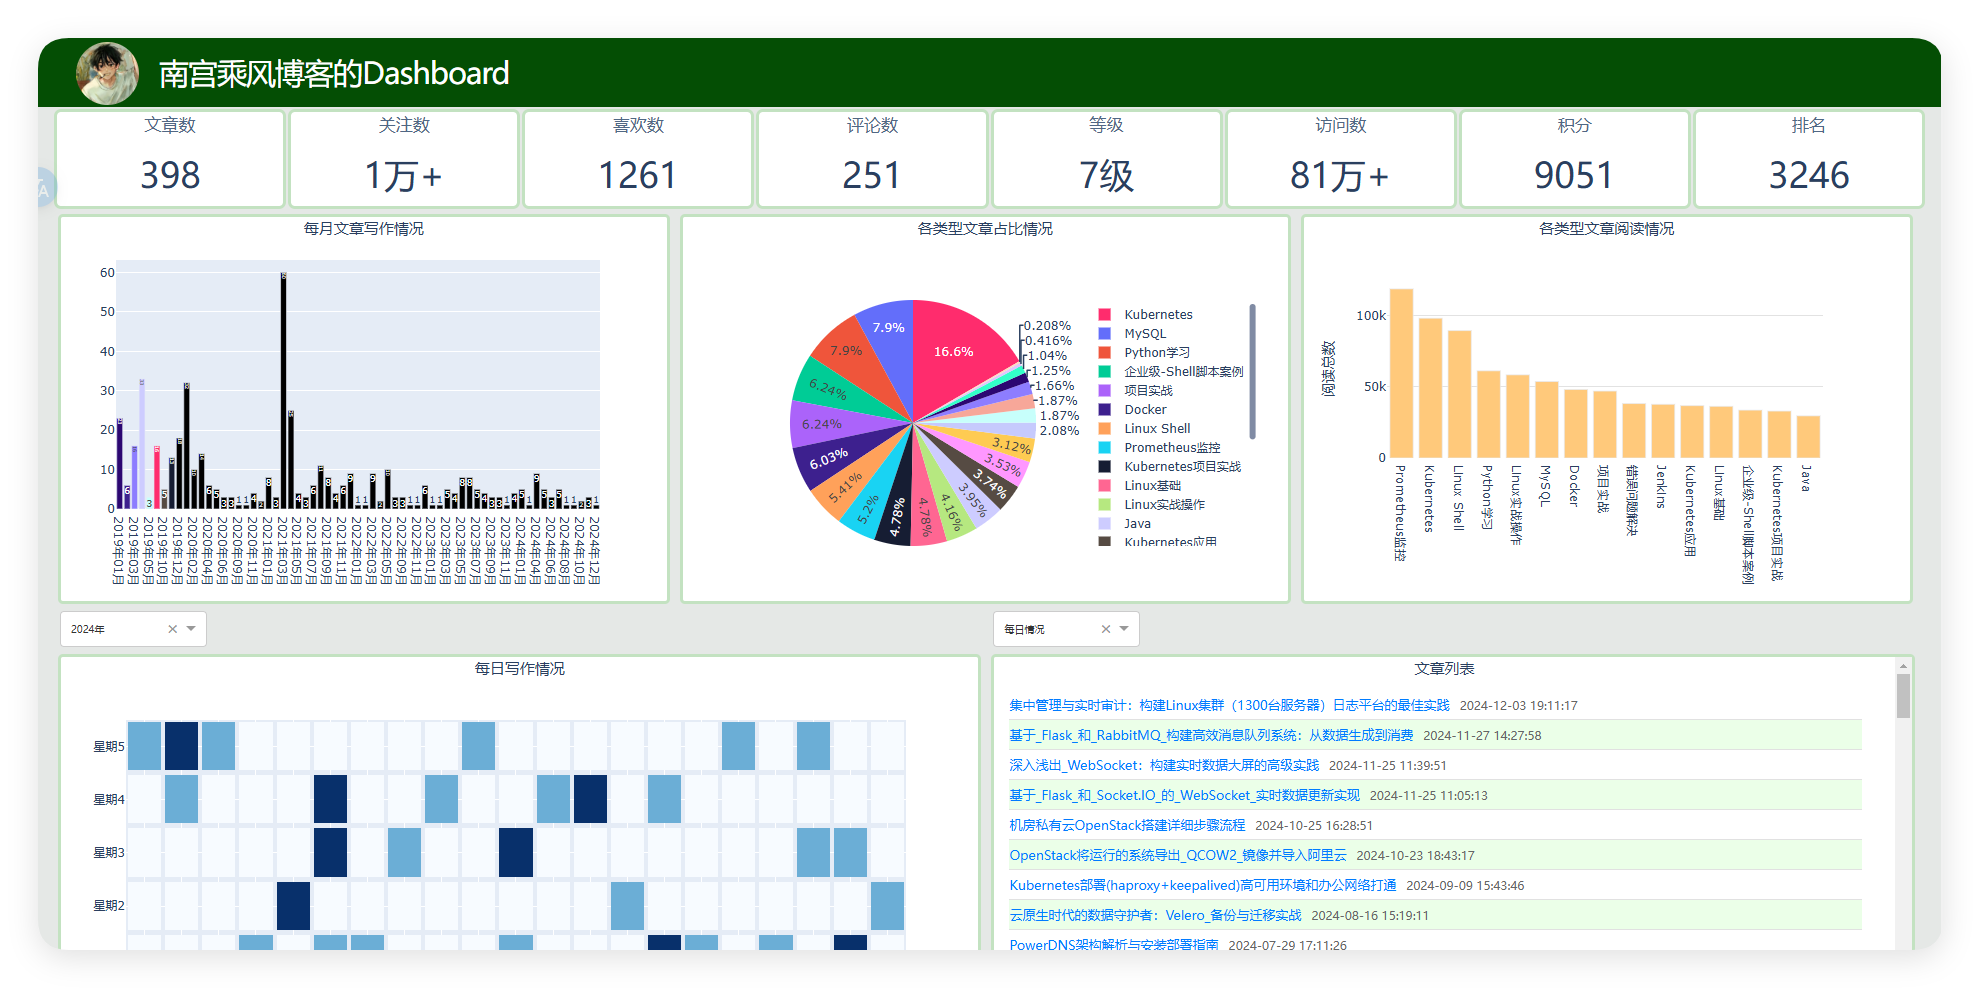 南宫乘风博客的Dashboard
文章数
398
关注数
1万+
喜欢数
1261
评论数
251
等级
7级
访问数
81万+
积分
9051
排名
3246
每月文章写作情况
60
50
40
30
20
10
0
2019年01月
2019年03月
2019年05月
2019年10月
2019年12月
2020年02月
2020年04月
2020年06月
2020年09月
2020年11月
2021年01月
2021年03月
2021年05月
2021年07月
2021年09月
2021年11月
2022年01月
2022年03月
2022年05月
2022年09月
2022年11月
2023年01月
2023年03月
2023年05月
2023年09月
2023年11月
2024年01月
2024年04月
2024年06月
2024年08月
2024年10月
2024年12月
各类型文章占比情况
16.6%
7.9%
7.9%
6.24%
6.24%
6.03%
5.41%
5.2%
4.78%
4.78%
4.16%
3.95%
3.74%
3.53%
3.12%
2.08%
1.87%
1.87%
1.66%
1.25%
1.04%
0.416%
0.208%
Kubernetes
MySQL
Python学习
企业级-Shell脚本案例
项目实战
Docker
Linux Shell
Prometheus监控
Kubernetes项目实战
Linux基础
Linux实战操作
Java
Kubernetes应用
各类型文章阅读情况
阅读总数
100k
50k
0
Prometheus监控
Kubernetes
Linux Shell
Python学习
Linux实战操作
MySQL
Docker
项目实战
错误问题解决
Jenkins
Kubernetes应用
Linux基础
企业级-Shell脚本案例
Kubernetes项目实战
Java
2024年
每日情况
每日写作情况
星期5
星期4
星期3
星期2
文章列表
集中管理与实时审计：构建Linux集群（1300台服务器）日志平台的最佳实践 2024-12-03 19:11:17
基于_Flask_和_RabbitMQ_构建高效消息队列系统：从数据生成到消费 2024-11-27 14:27:58
深入浅出_WebSocket：构建实时数据大屏的高级实践 2024-11-25 11:39:51
基于_Flask_和_Socket.IO_的_WebSocket_实时数据更新实现 2024-11-25 11:05:13
机房私有云OpenStack搭建详细步骤流程 2024-10-25 16:28:51
OpenStack将运行的系统导出_QCOW2_镜像并导入阿里云 2024-10-23 18:43:17
Kubernetes部署(haproxy+keepalived)高可用环境和办公网络打通 2024-09-09 15:43:46
云原生时代的数据守护者：Velero_备份与迁移实战 2024-08-16 15:19:11
PowerDNS架构解析与安装部署指南 2024-07-29 17:11:26